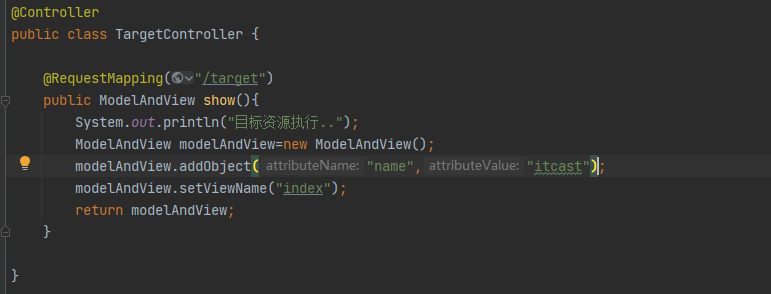 @Controller
public class TargetController {
@RequestMapping("/target")
public ModelAndView show(){
System.out.println("目标资源执行..");
ModelAndView modelAndView=new ModelAndView();
modelAndView.addObject( attributeName: "name", attributeValue: "itcast");
modelAndView.setViewName("index");
return modelAndView;
}
}